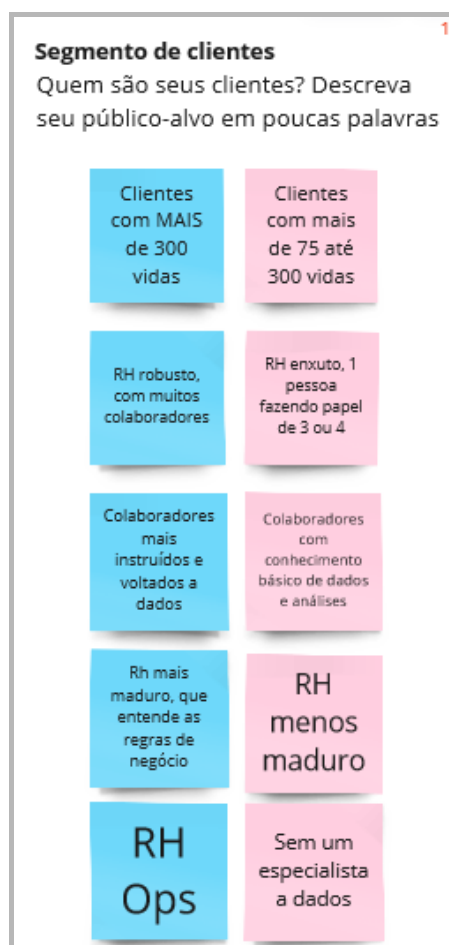 1
Segmento de clientes
Quem são seus clientes? Descreva
seu público-alvo em poucas palavras
Clientes
com MAIS
de 300
vidas
Clientes
com mais
de 75 até
300 vidas
RH robusto,
com muitos
colaboradores
RH enxuto, 1
pessoa
fazendo papel
de 3 ou 4
Colaboradores
mais
instruídos e
voltados a
dados
Colaboradores
com
conhecimento
básico de dados
e análises
Rh mais
maduro, que
entende as
regras de
negócio
RH
menos
maduro
RH
Ops
Sem um
especialista
a dados